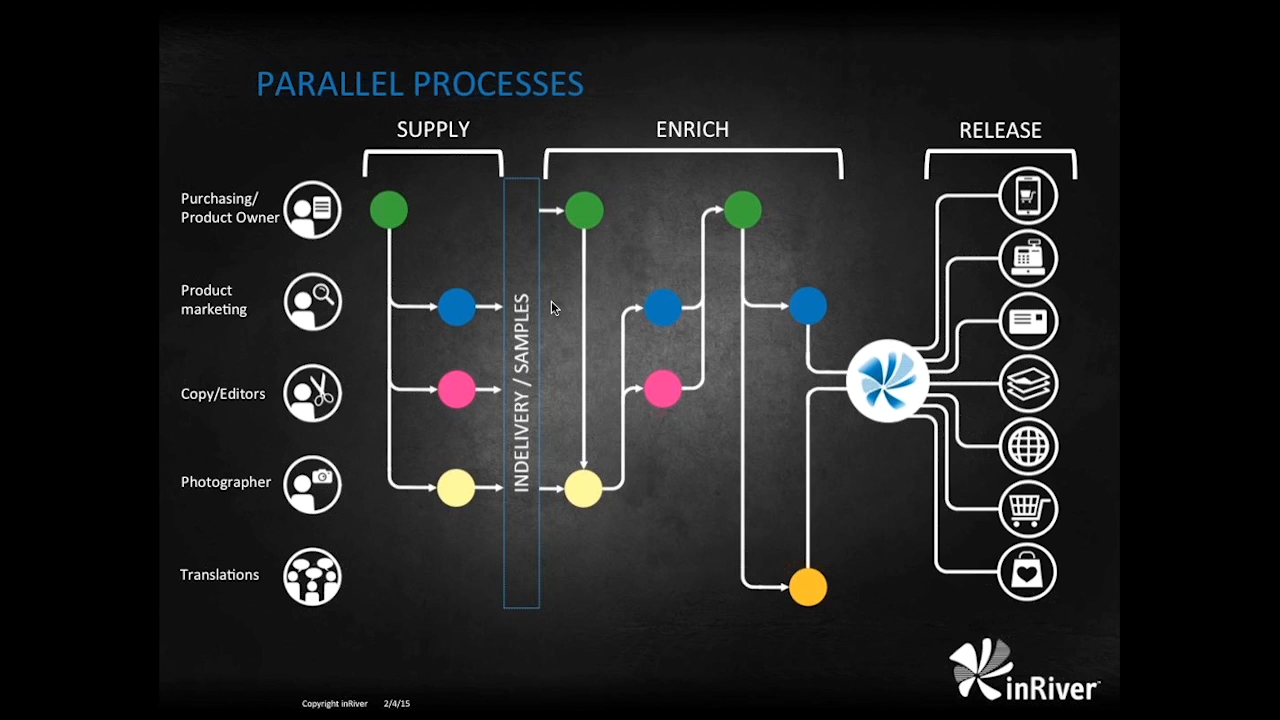 PARALLEL PROCESSES
SUPPLY
ENRICH
RELEASE
Purchasing/
Product Owner
Product
marketing
Copy/Editors
Photographer
Translations
INDELIVERY / SAMPLES
inRiver
Copyright inRiver 2/4/15